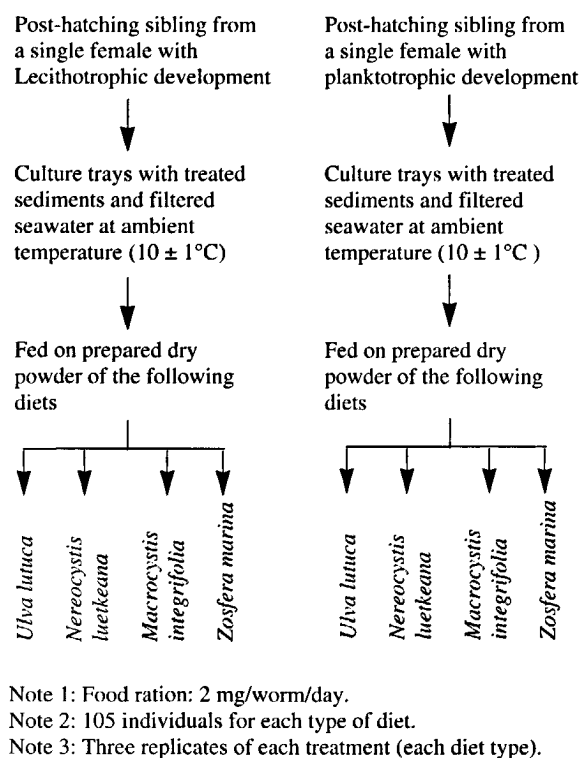 Post-hatching sibling from
a single female with
Lecithotrophic development
Culture trays with treated
sediments and filtered
seawater at ambient
temperature (10 ± 1°C)
Fed on prepared dry
powder of the following
diets
Ulva lutuca
Nereocystis
luetkeana
Macrocystis
integrifolia
Zosfera marina
Post-hatching sibling from
a single female with
planktotrophic development
Culture trays with treated
sediments and filtered
seawater at ambient
temperature (10 ± 1°C )
Fed on prepared dry
powder of the following
diets
Ulva lutuca
Nereocystis
luetkeana
Macrocystis
integrifolia
Zosfera marina
Note 1: Food ration: 2 mg/worm/day.
Note 2: 105 individuals for each type of diet.
Note 3: Three replicates of each treatment (each diet type).